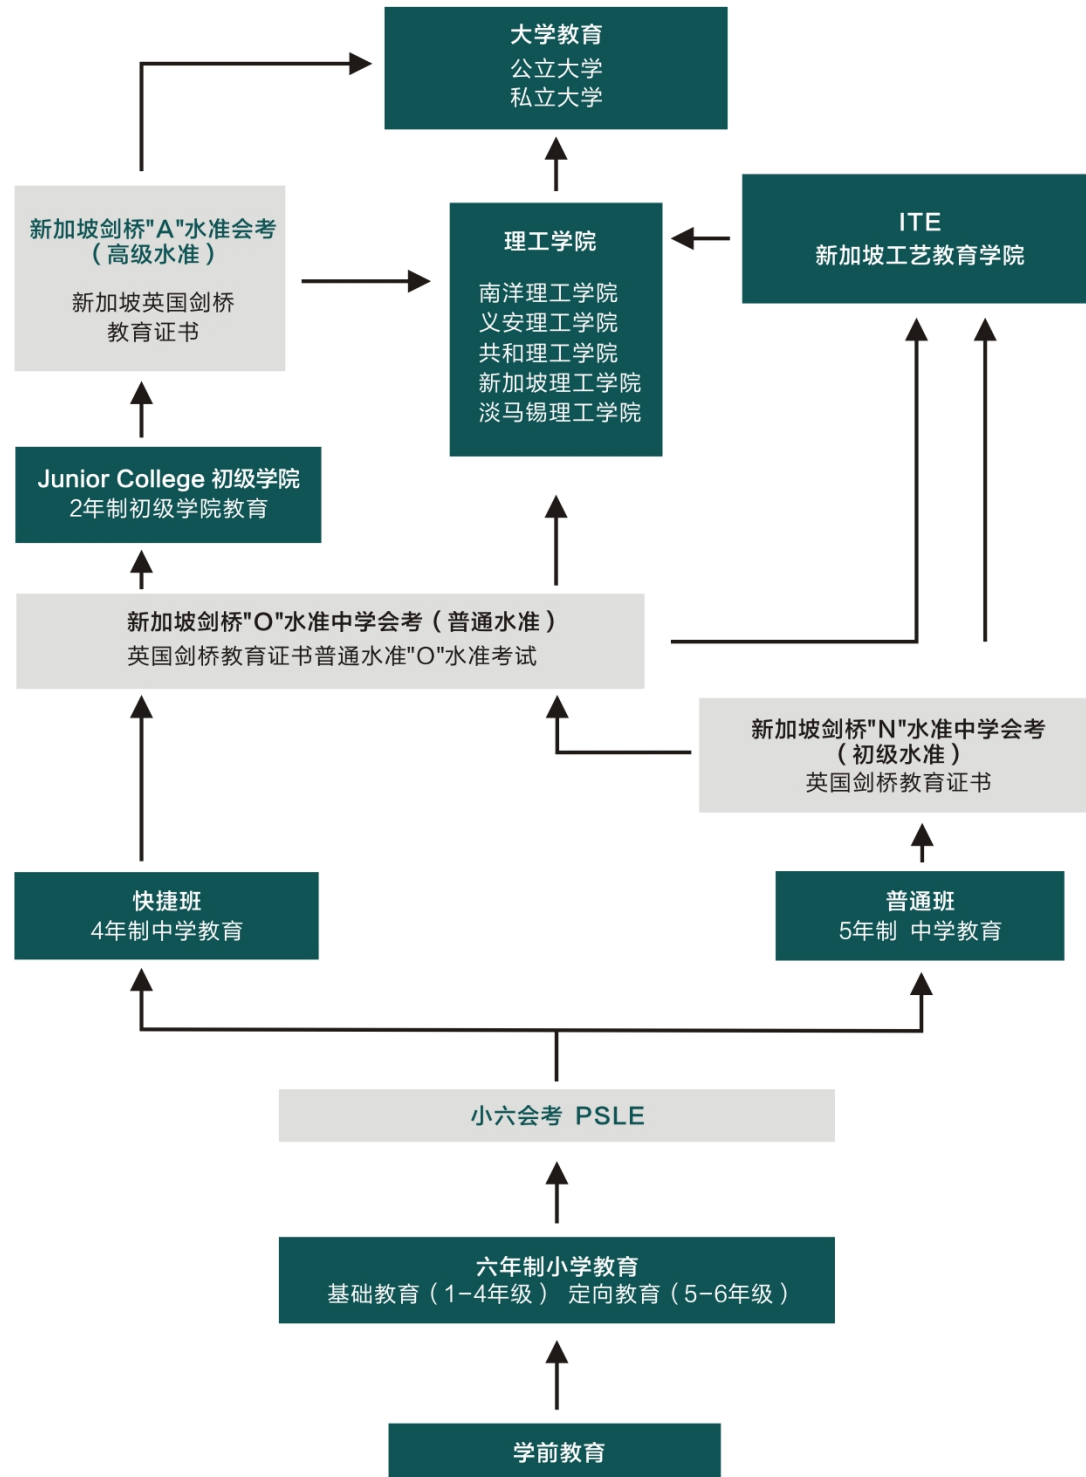 大学教育
公立大学
私立大学
新加坡剑桥"A"水准会考
（高级水准）
新加坡英国剑桥
教育证书
理工学院
南洋理工学院
义安理工学院
共和理工学院
新加坡理工学院
淡马锡理工学院
ITE
新加坡工艺教育学院
Junior College 初级学院
2年制初级学院教育
新加坡剑桥"O"水准中学会考（普通水准）
英国剑桥教育证书普通水准"O"水准考试
新加坡剑桥"N"水准中学会考
（初级水准）
英国剑桥教育证书
快捷班
4年制中学教育
普通班
5年制 中学教育
小六会考 PSLE
六年制小学教育
基础教育（1-4年级） 定向教育（5-6年级）
学前教育